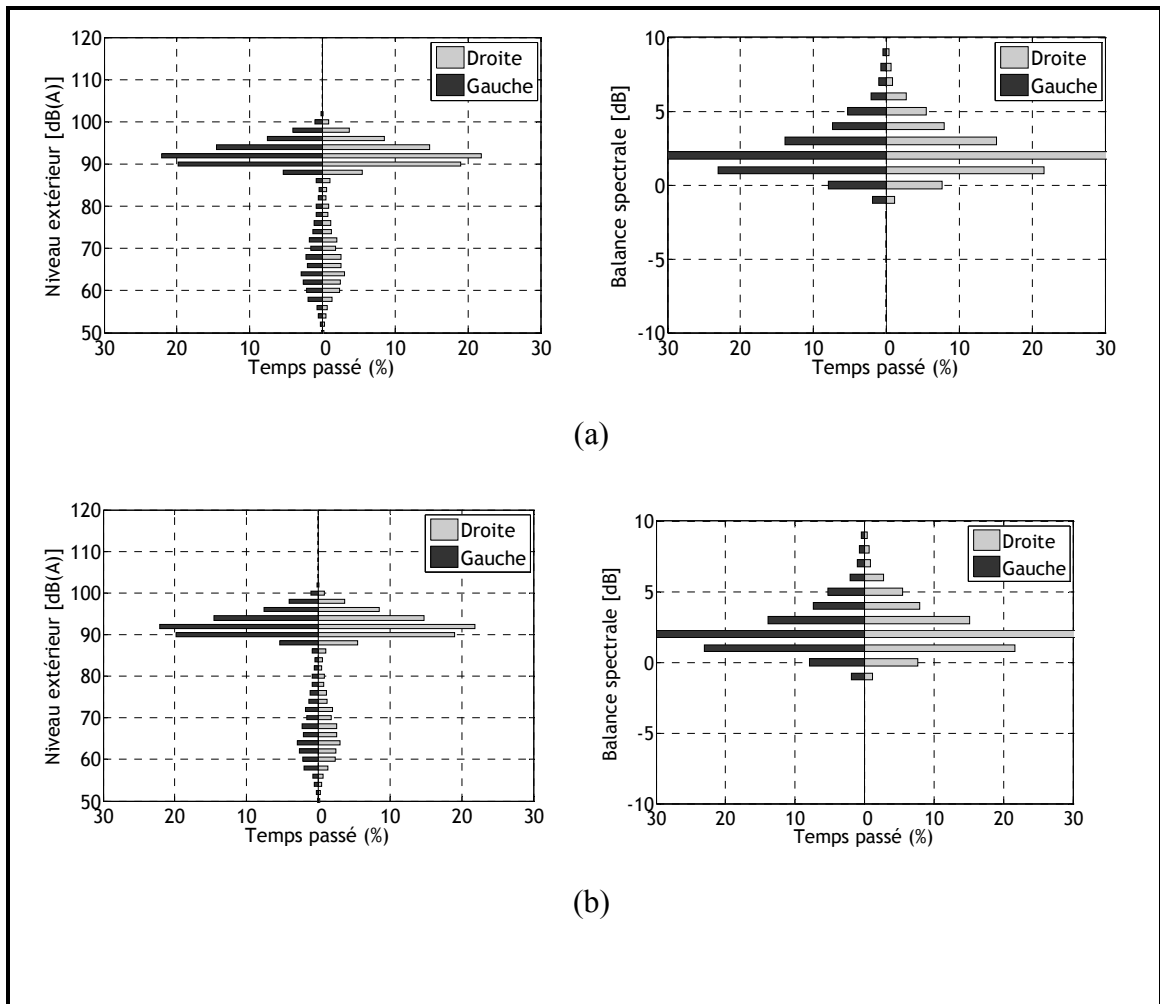 120
110
100
90
80
70
60
50
Niveau extérieur [dB(A)]
30 20 10 0 10 20 30
Temps passé (%)
Droite
Gauche
10
5
0
-5
-10
Balance spectrale [dB]
30 20 10 0 10 20 30
Temps passé (%)
Droite
Gauche
(a)
120
110
100
90
80
70
60
50
Niveau extérieur [dB(A)]
30 20 10 0 10 20 30
Temps passé (%)
Droite
Gauche
10
5
0
-5
-10
Balance spectrale [dB]
30 20 10 0 10 20 30
Temps passé (%)
Droite
Gauche
(b)